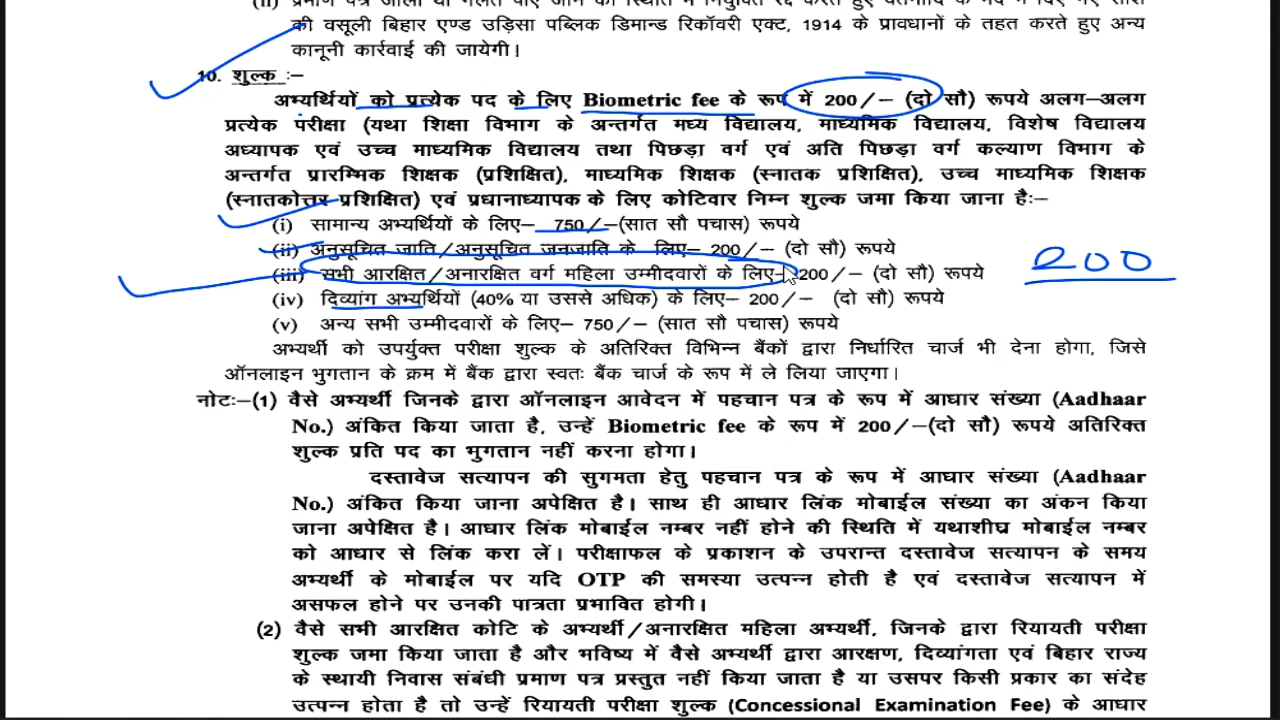 (ii) प्रमाण पत्र जाली या गलत पाए जाने की स्थिति में नियुक्ति रद्द करते हुए वेतनादि के मद में दिए गए राशि
की वसूली बिहार एण्ड उड़िसा पब्लिक डिमान्ड रिकॉवरी एक्ट, 1914 के प्रावधानों के तहत करते हुए अन्य
कानूनी कार्रवाई की जायेगी।
10. शुल्क :–
अभ्यर्थियों को प्रत्येक पद के लिए Biometric fee के रूप में 200/– (दो सौ) रूपये अलग–अलग
प्रत्येक परीक्षा (यथा शिक्षा विभाग के अन्तर्गत मध्य विद्यालय, माध्यमिक विद्यालय, विशेष विद्यालय
अध्यापक एवं उच्च माध्यमिक विद्यालय तथा पिछड़ा वर्ग एवं अति पिछड़ा वर्ग कल्याण विभाग के
अन्तर्गत प्रारम्भिक शिक्षक (प्रशिक्षित), माध्यमिक शिक्षक (स्नातक प्रशिक्षित), उच्च माध्यमिक शिक्षक
(स्नातकोत्तर प्रशिक्षित) एवं प्रधानाध्यापक के लिए कोटिवार निम्न शुल्क जमा किया जाना है:–
(i) सामान्य अभ्यर्थियों के लिए– 750/–(सात सौ पचास) रूपये
(ii) अनुसूचित जाति/अनुसूचित जनजाति के लिए– 200/– (दो सौ) रूपये
(iii) सभी आरक्षित/अनारक्षित वर्ग महिला उम्मीदवारों के लिए– 200/– (दो सौ) रूपये
200
(iv) दिव्यांग अभ्यर्थियों (40% या उससे अधिक) के लिए– 200/– (दो सौ) रूपये
(v) अन्य सभी उम्मीदवारों के लिए– 750/– (सात सौ पचास) रूपये
अभ्यर्थी को उपर्युक्त परीक्षा शुल्क के अतिरिक्त विभिन्न बैंकों द्वारा निर्धारित चार्ज भी देना होगा, जिसे
ऑनलाइन भुगतान के क्रम में बैंक द्वारा स्वतः बैंक चार्ज के रूप में ले लिया जाएगा।
नोटः–(1) वैसे अभ्यर्थी जिनके द्वारा ऑनलाइन आवेदन में पहचान पत्र के रूप में आधार संख्या (Aadhaar
No.) अंकित किया जाता है, उन्हें Biometric fee के रूप में 200/–(दो सौ) रूपये अतिरिक्त
शुल्क प्रति पद का भुगतान नहीं करना होगा।
दस्तावेज सत्यापन की सुगमता हेतु पहचान पत्र के रूप में आधार संख्या (Aadhaar
No.) अंकित किया जाना अपेक्षित है। साथ ही आधार लिंक मोबाईल संख्या का अंकन किया
जाना अपेक्षित है। आधार लिंक मोबाईल नम्बर नहीं होने की स्थिति में यथाशीघ्र मोबाईल नम्बर
को आधार से लिंक करा लें। परीक्षाफल के प्रकाशन के उपरान्त दस्तावेज सत्यापन के समय
अभ्यर्थी के मोबाईल पर यदि OTP की समस्या उत्पन्न होती है एवं दस्तावेज सत्यापन में
असफल होने पर उनकी पात्रता प्रभावित होगी।
(2) वैसे सभी आरक्षित कोटि के अभ्यर्थी/अनारक्षित महिला अभ्यर्थी, जिनके द्वारा रियायती परीक्षा
शुल्क जमा किया जाता है और भविष्य में वैसे अभ्यर्थी द्वारा आरक्षण, दिव्यांगता एवं बिहार राज्य
के स्थायी निवास संबंधी प्रमाण पत्र प्रस्तुत नहीं किया जाता है या उसपर किसी प्रकार का संदेह
उत्पन्न होता है तो उन्हें रियायती परीक्षा शुल्क (Concessional Examination Fee) के आधार